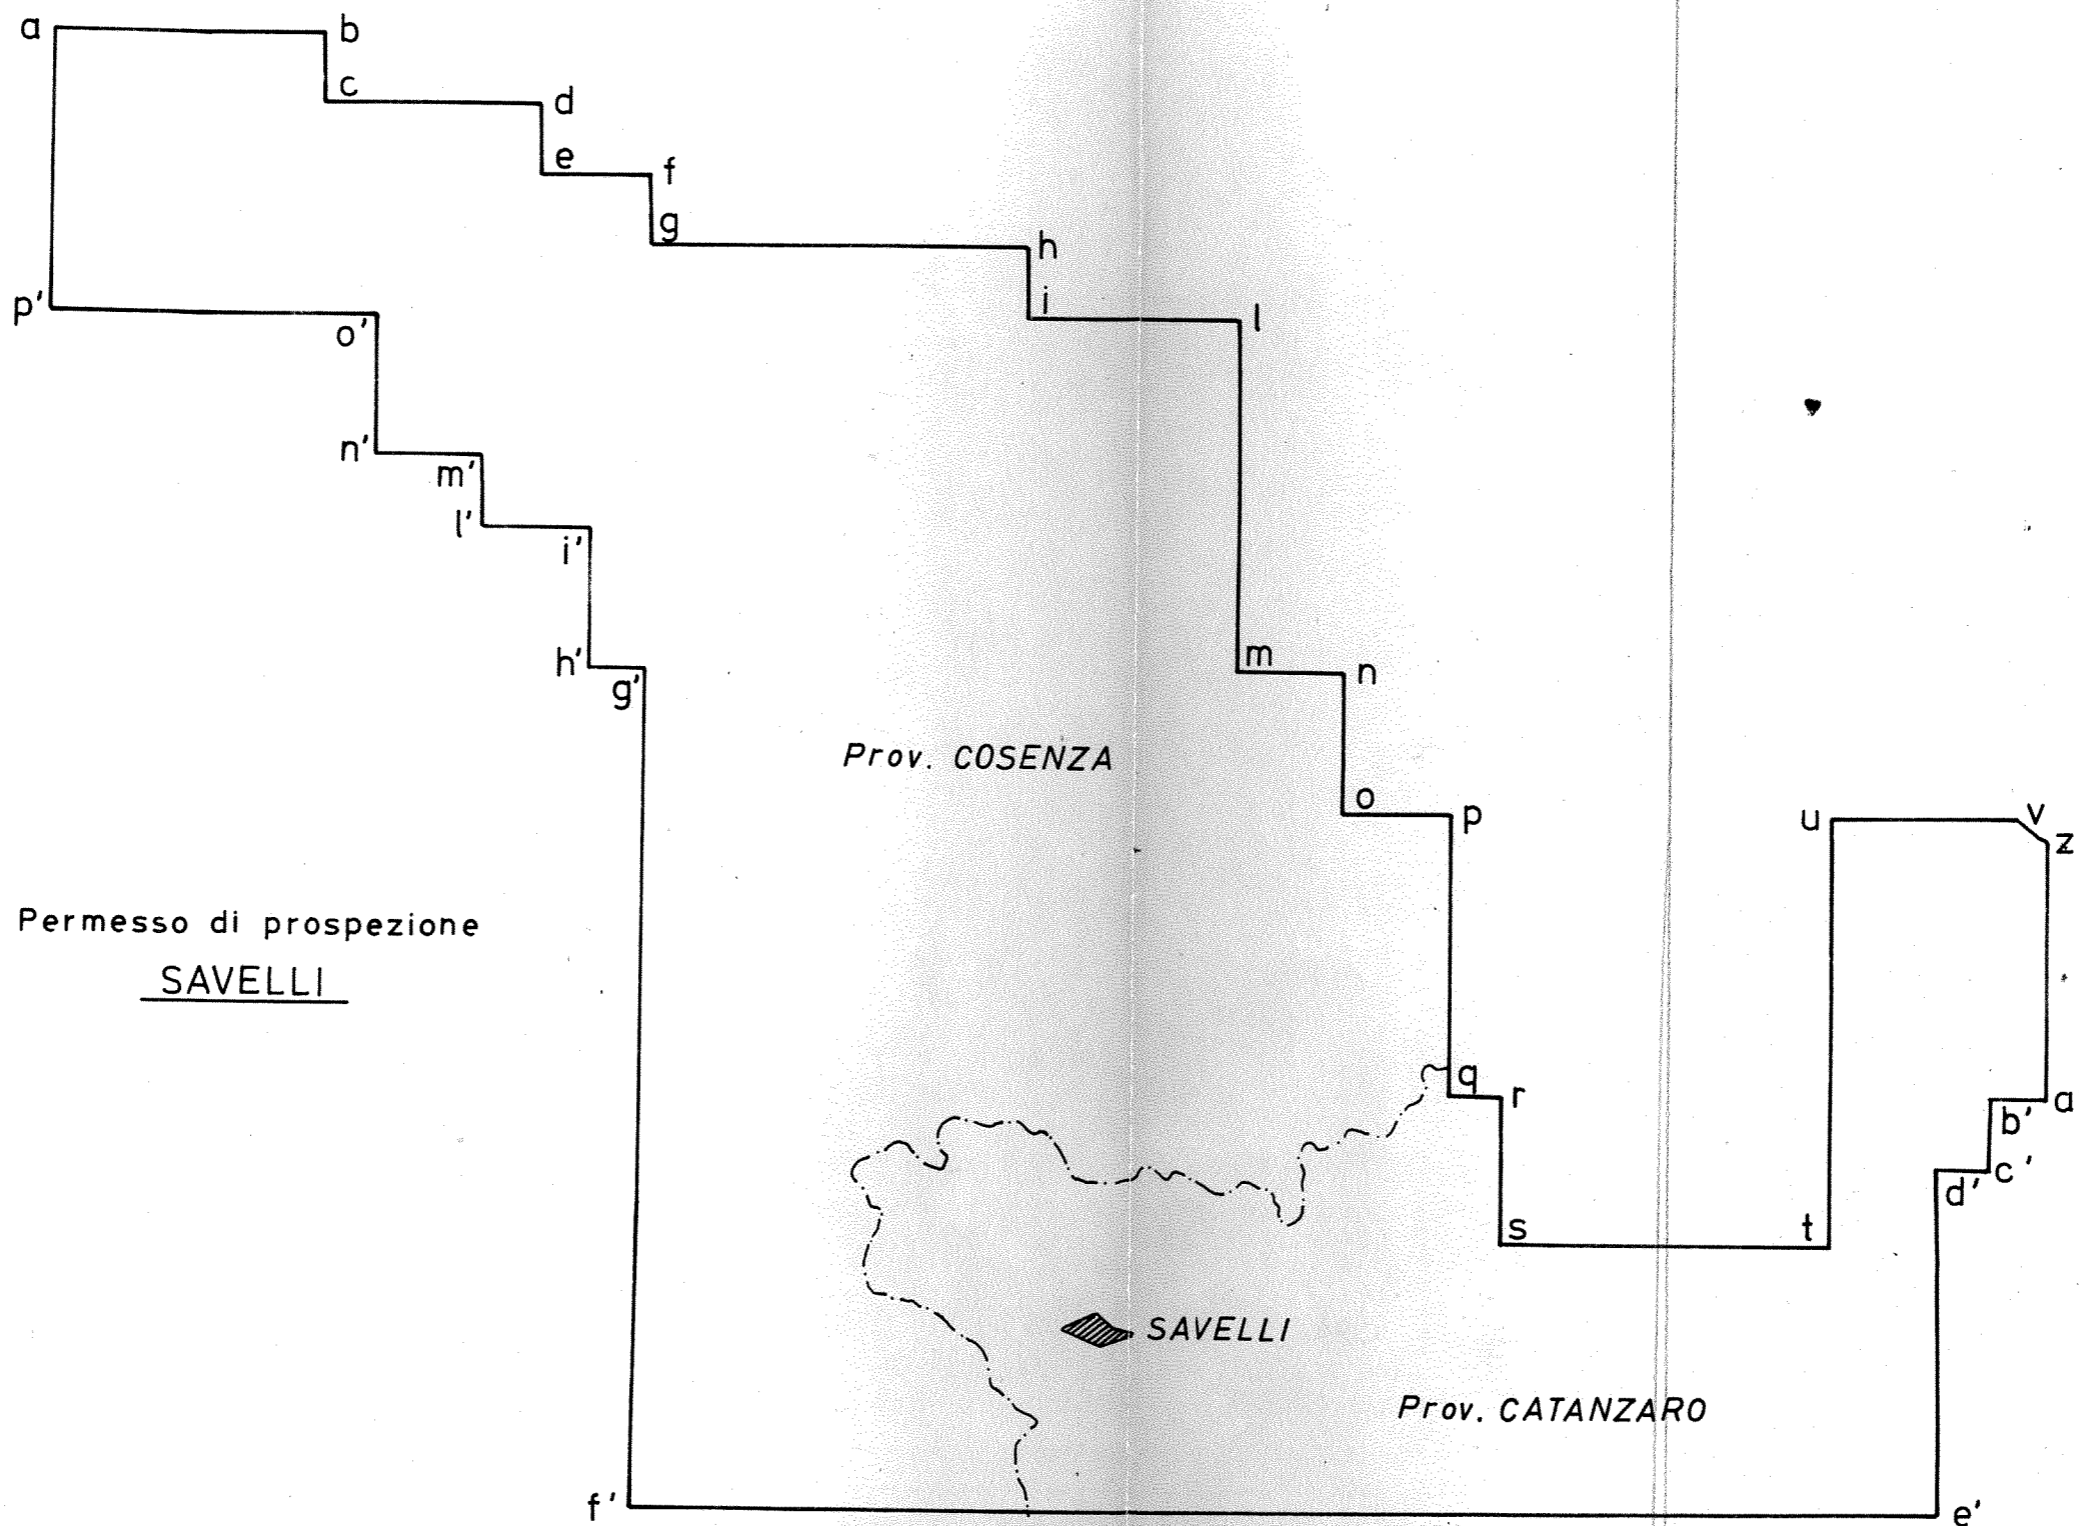 a
b
c
d
e
f
g
h
i
l
p'
o'
n'
m'
l'
i'
h'
g'
m
n
Prov. COSENZA
o
p
u
v
z
Permesso di prospezione
SAVELLI
q
r
a
b'
c'
d'
s
t
SAVELLI
Prov. CATANZARO
f'
e'